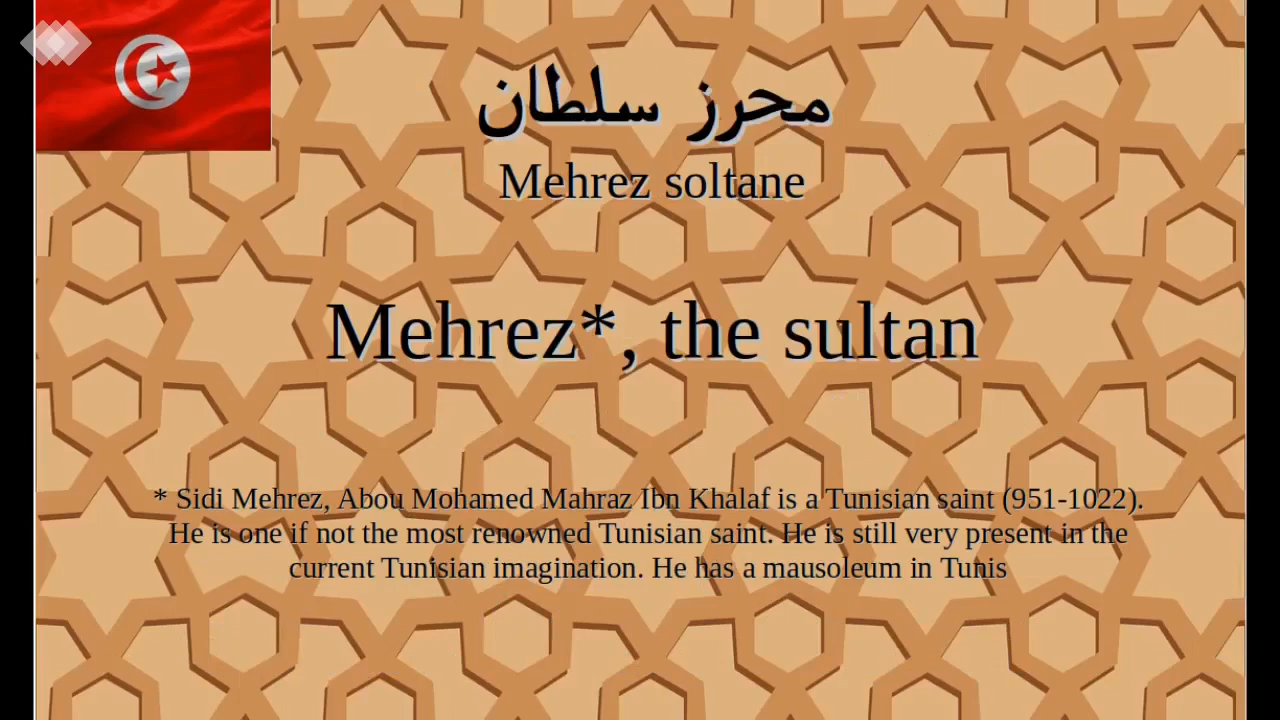 محرز سلطان
Mehrez soltane
Mehrez*, the sultan
* Sidi Mehrez, Abou Mohamed Mahraz Ibn Khalaf is a Tunisian saint (951-1022).
He is one if not the most renowned Tunisian saint. He is still very present in the
current Tunisian imagination. He has a mausoleum in Tunis